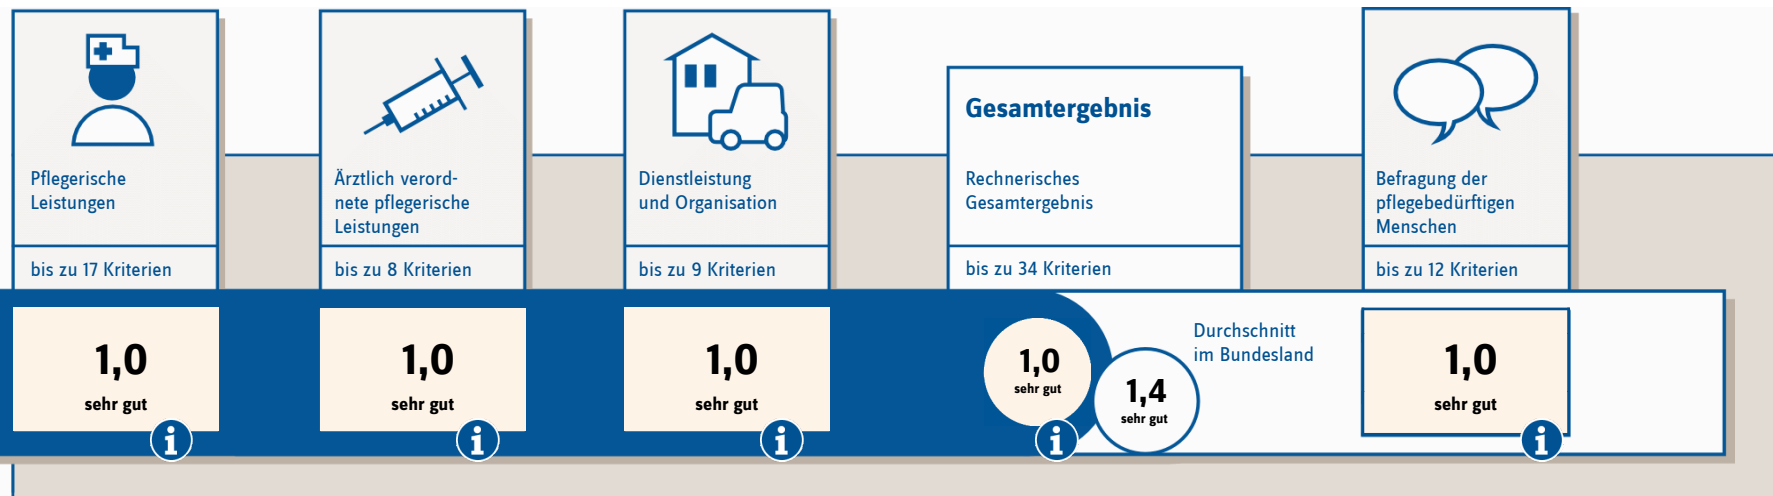 Pflegerische
Leistungen
bis zu 17 Kriterien
1,0
sehr gut
i
Ärztlich verord-
nete pflegerische
Leistungen
bis zu 8 Kriterien
1,0
sehr gut
i
Dienstleistung
und Organisation
bis zu 9 Kriterien
1,0
sehr gut
i
Gesamtergebnis
Rechnerisches
Gesamtergebnis
bis zu 34 Kriterien
1,0
sehr gut
i
1,4
sehr gut
Durchschnitt
im Bundesland
Befragung der
pflegebedürftigen
Menschen
bis zu 12 Kriterien
1,0
sehr gut
i